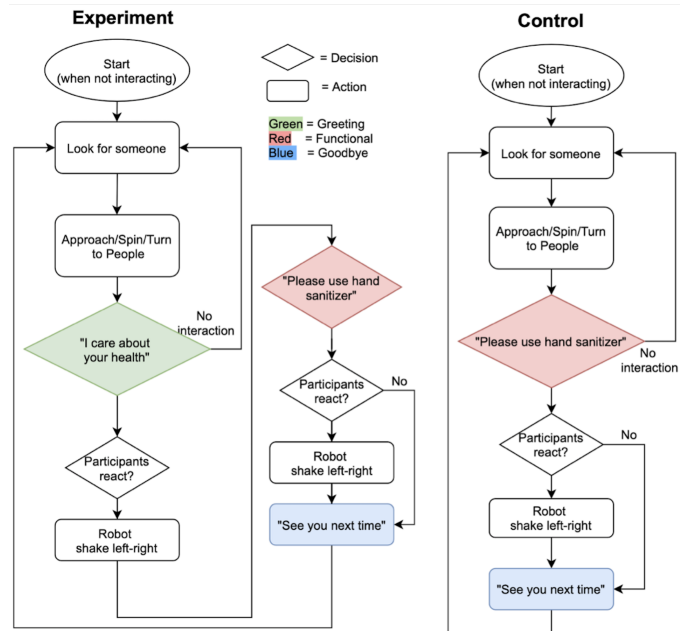 Experiment
Start
(when not interacting)
Look for someone
Approach/Spin/Turn
to People
"I care about
your health"
No
interaction
Participants
react?
Robot
shake left-right
= Decision
= Action
Green = Greeting
Red = Functional
Blue = Goodbye
"Please use hand
sanitizer"
Participants
react?
No
Robot
shake left-right
"See you next time"
Control
Start
(when not interacting)
Look for someone
Approach/Spin/Turn
to People
"Please use hand sanitizer"
No
interaction
Participants
react?
No
Robot
shake left-right
"See you next time"